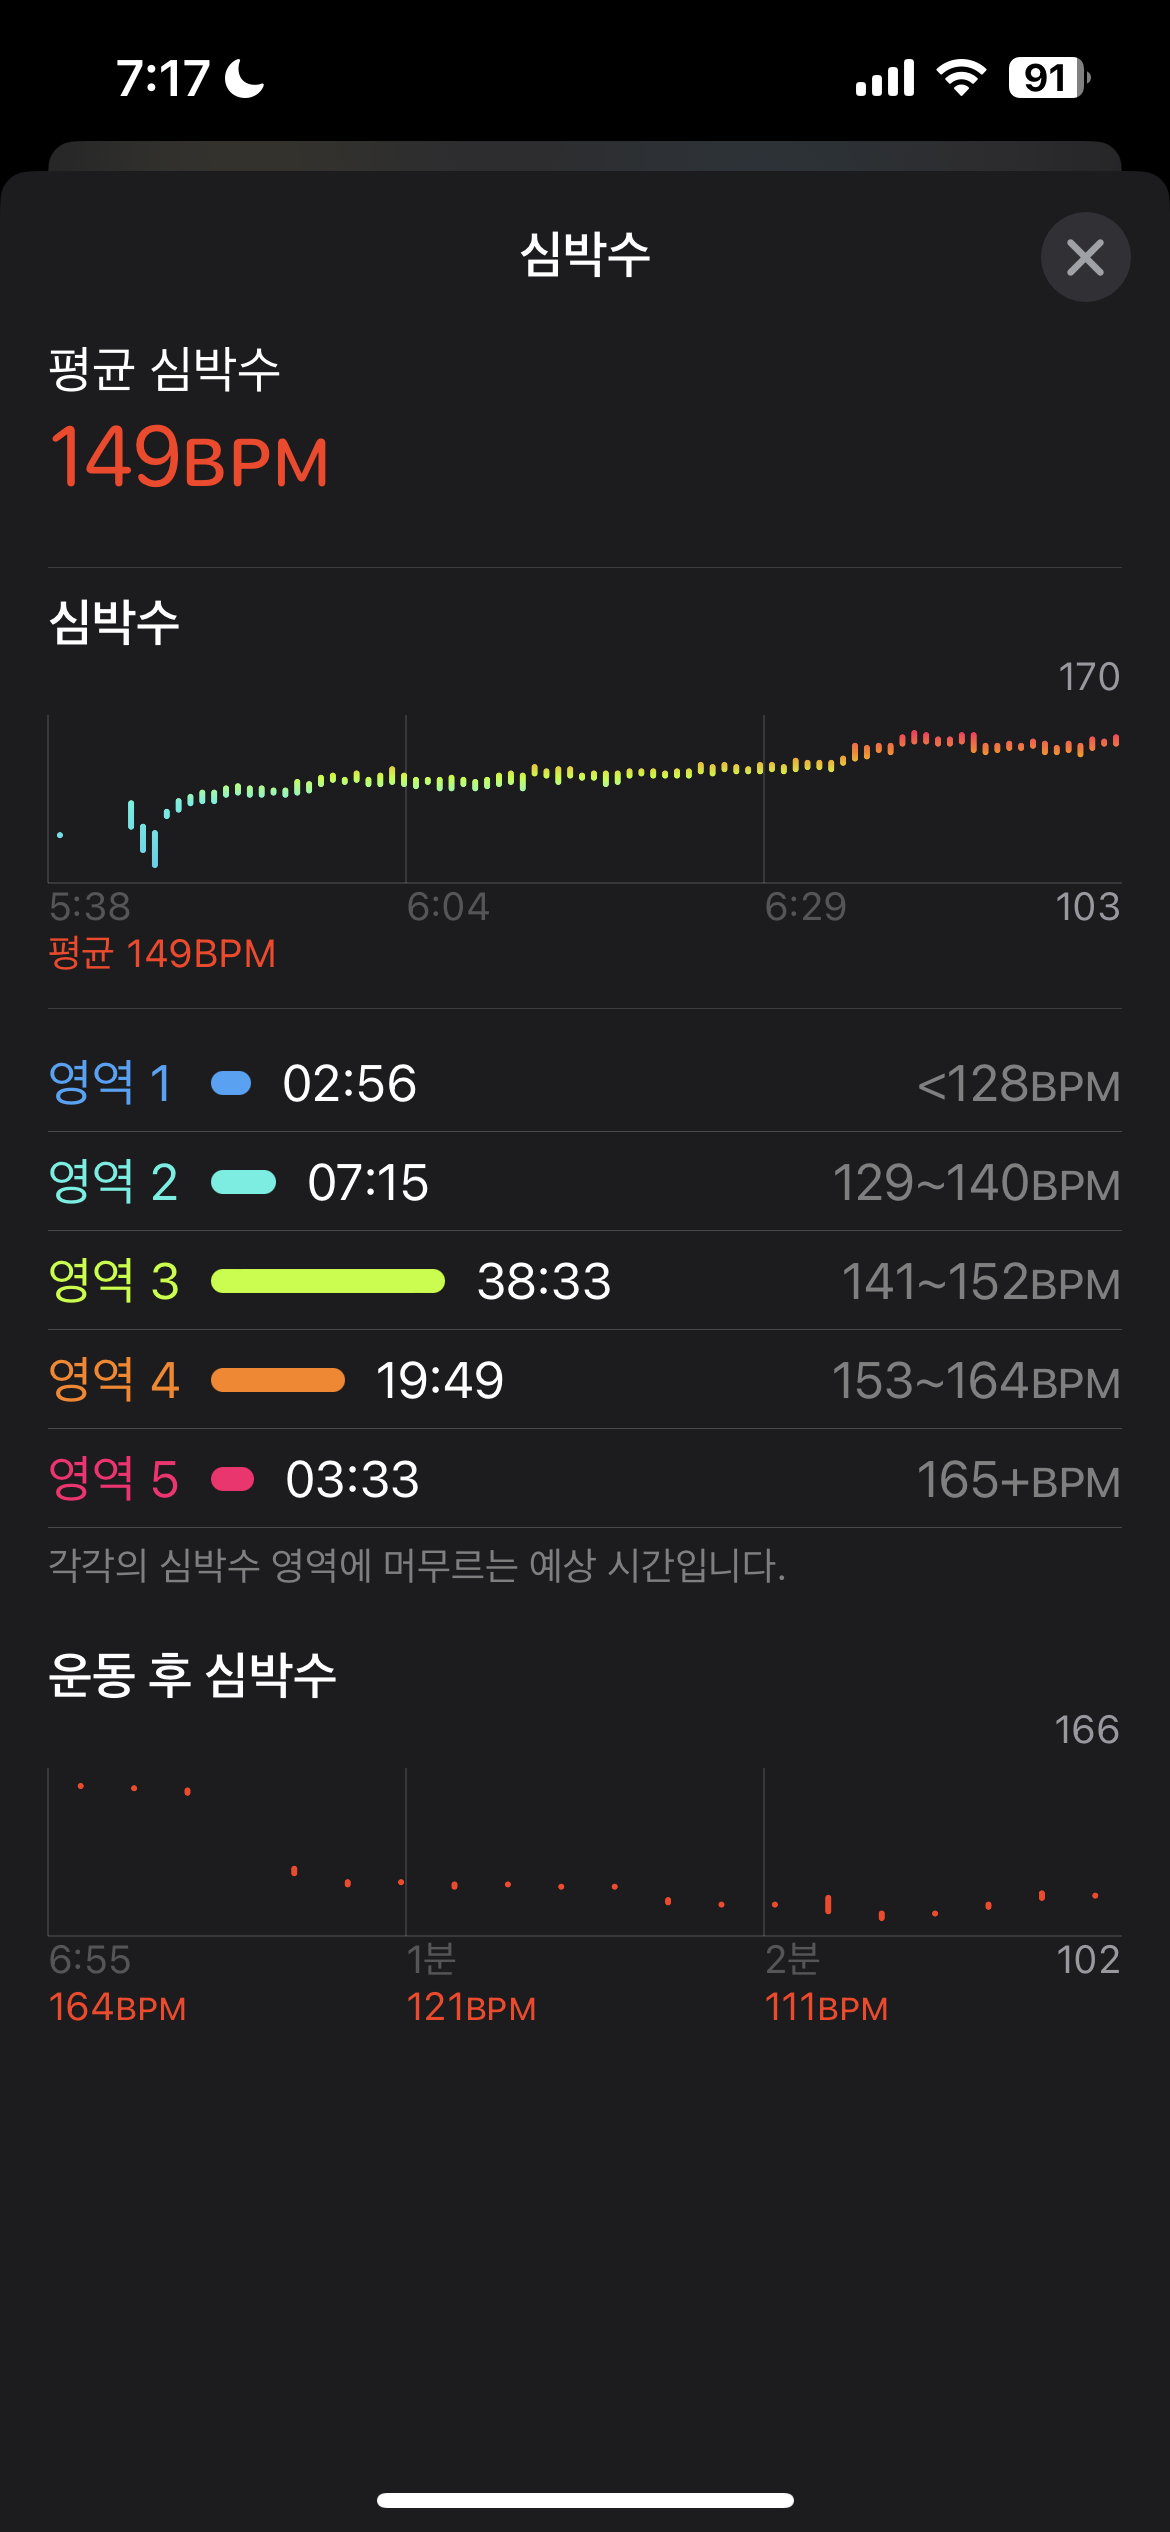 7:17
91
심박수
평균 심박수
149BPM
심박수
170
5:38 6:04 6:29 103
평균 149BPM
영역 1 02:56 <128BPM
영역 2 07:15 129~140BPM
영역 3 38:33 141~152BPM
영역 4 19:49 153~164BPM
영역 5 03:33 165+BPM
각각의 심박수 영역에 머무르는 예상 시간입니다.
운동 후 심박수
166
6:55 1분 2분 102
164BPM 121BPM 111BPM